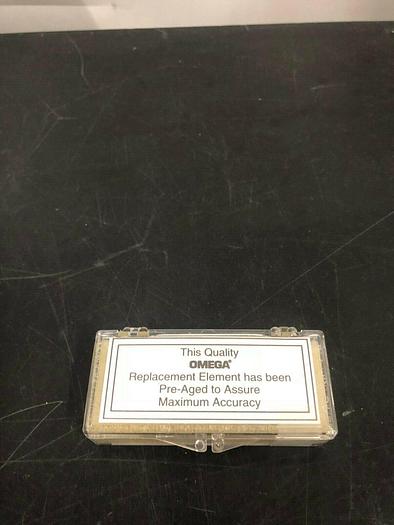 This Quality
OMEGA®
Replacement Element has been
Pre-Aged to Assure
Maximum Accuracy